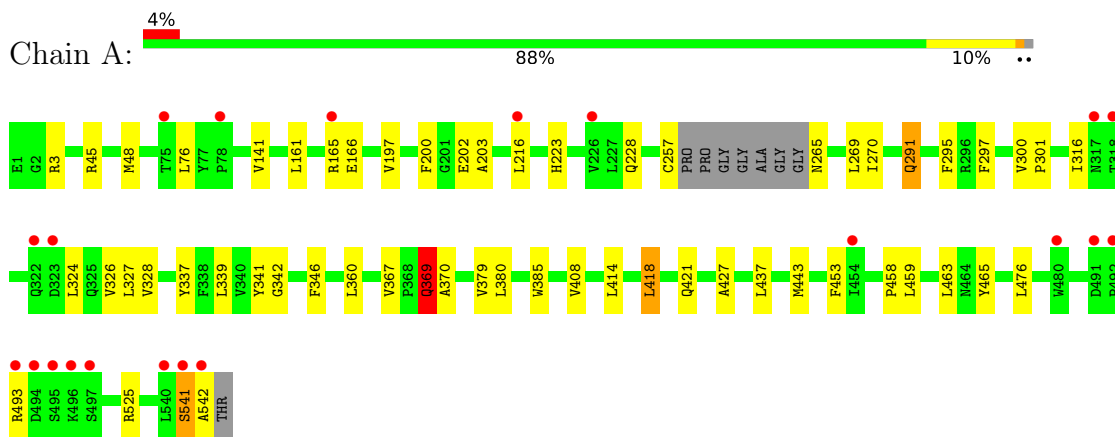 4%
Chain A:
88% 10% ••
E1 G2 R3 R45 M48 T75 L76 Y77 P78 V141 L161 R165 E166 V197 F200 G201 E202 A203 L216 H223 V226 L227 Q228 C257 PRO PRO GLY GLY ALA GLY GLY N265 L269 I270 Q291 F295 R296 F297 V300 P301 I316 N317 T318
Q322 D323 L324 Q325 V326 L327 V328 Y337 F338 L339 V340 Y341 G342 F346 L360 V367 P368 Q369 A370 V379 L380 W385 V408 L414 L418 Q421 A427 L437 M443 F453 I454 P458 L459 L463 N464 Y465 L476 W480 D491
R493 D494 S495 K496 S497 R525 L540 S541 A542 THR